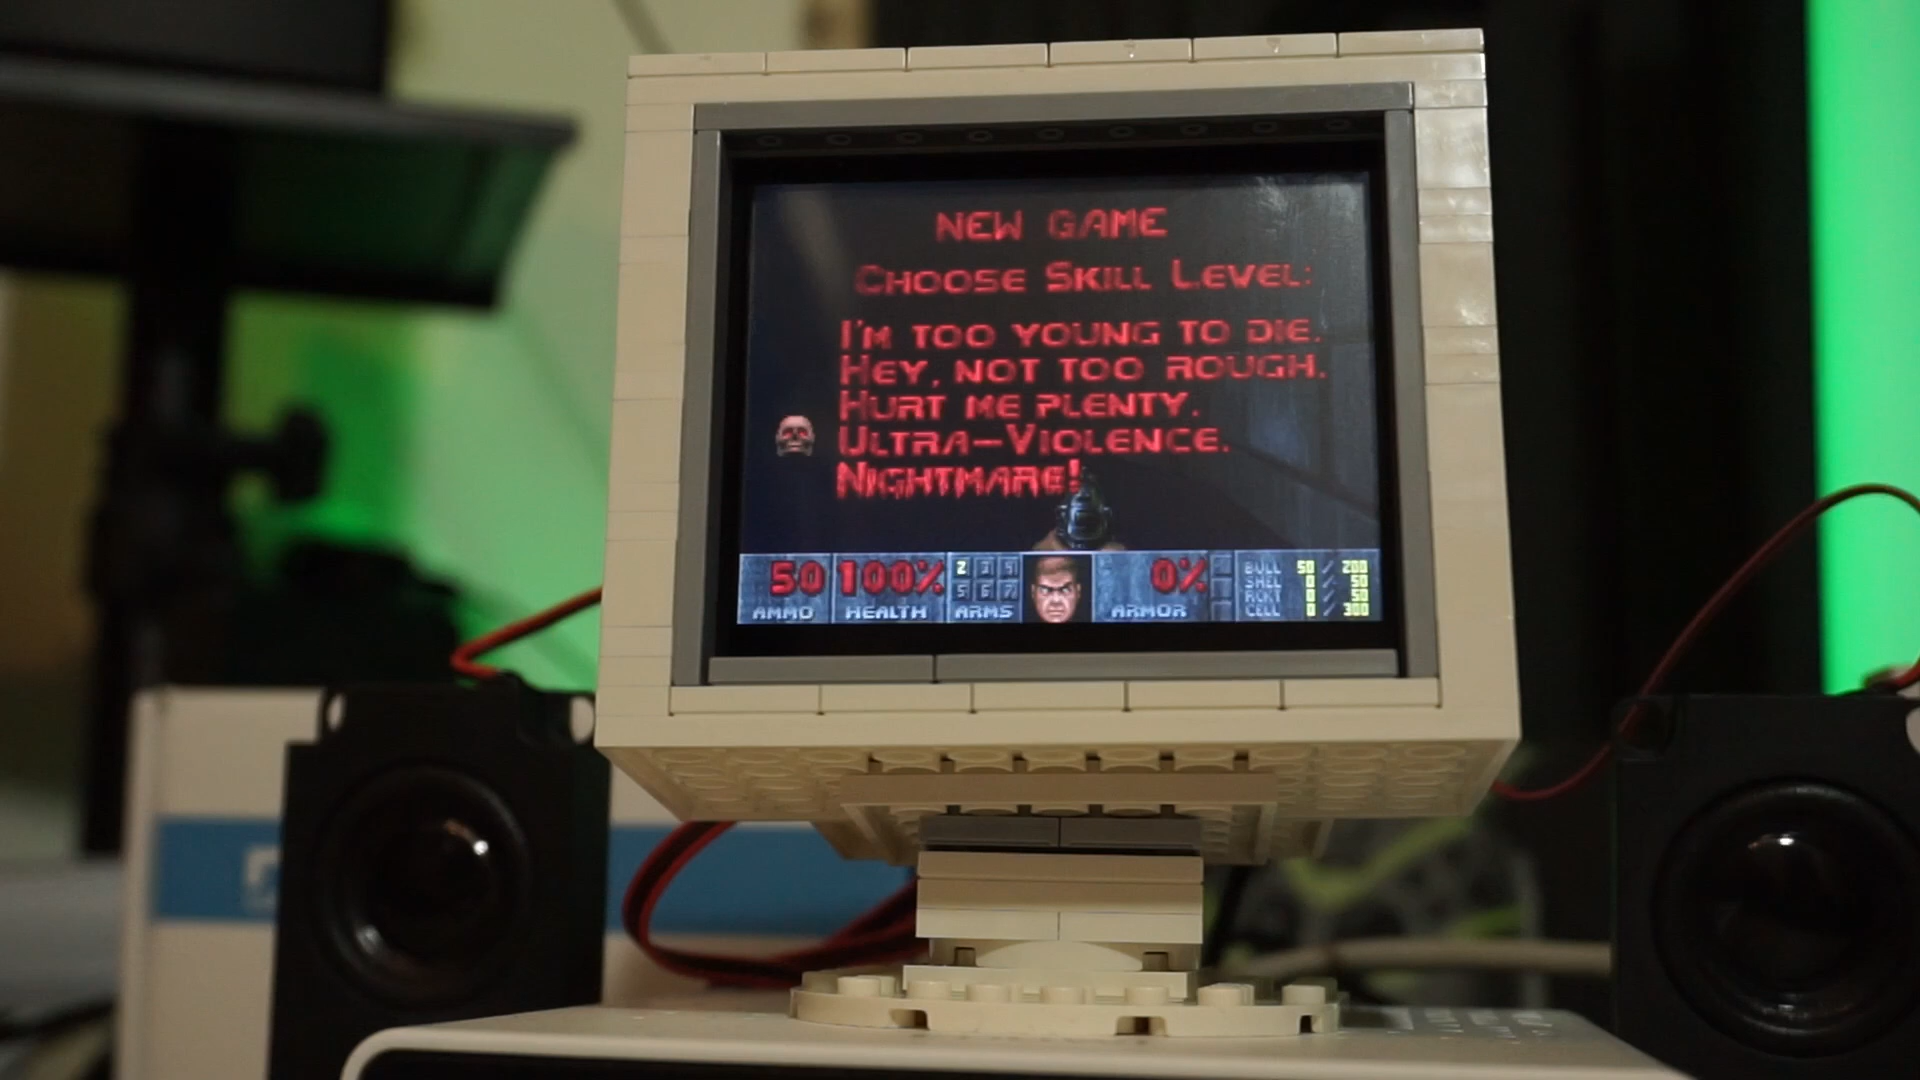 NEW GAME
CHOOSE SKILL LEVEL:
I'M TOO YOUNG TO DIE.
HEY, NOT TOO ROUGH.
HURT ME PLENTY.
ULTRA-VIOLENCE.
NIGHTMARE!
50 100% 2 3 4 0% BULL 50 / 200
5 6 7 SHEL 0 / 50
RCKT 0 / 50
AMMO HEALTH ARMS ARMOR CELL 0 / 300